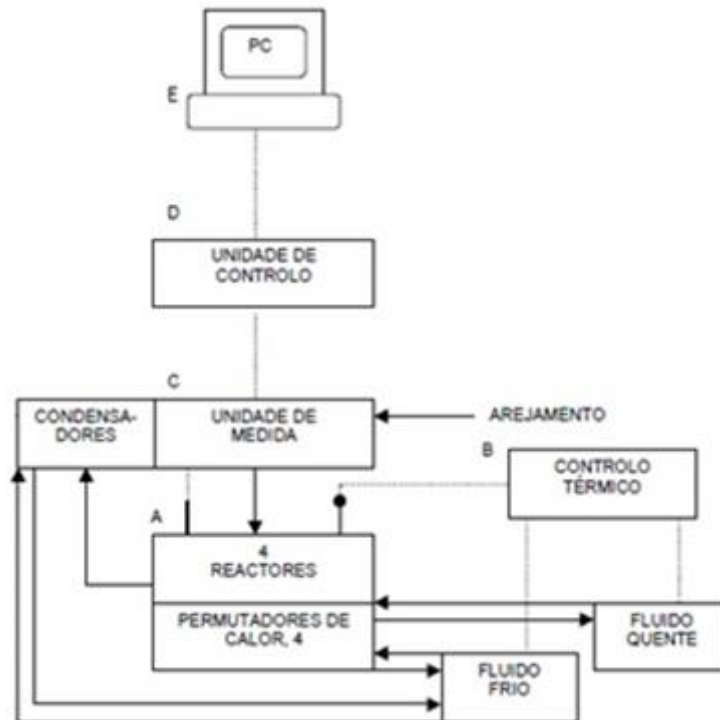 PC
E
D
UNIDADE DE
CONTROLO
C
CONDENSA-
DORES
UNIDADE DE
MEDIDA
AREJAMENTO
B
CONTROLO
TÉRMICO
A
4
REACTORES
PERMUTADORES DE
CALOR, 4
FLUIDO
QUENTE
FLUIDO
FRIO